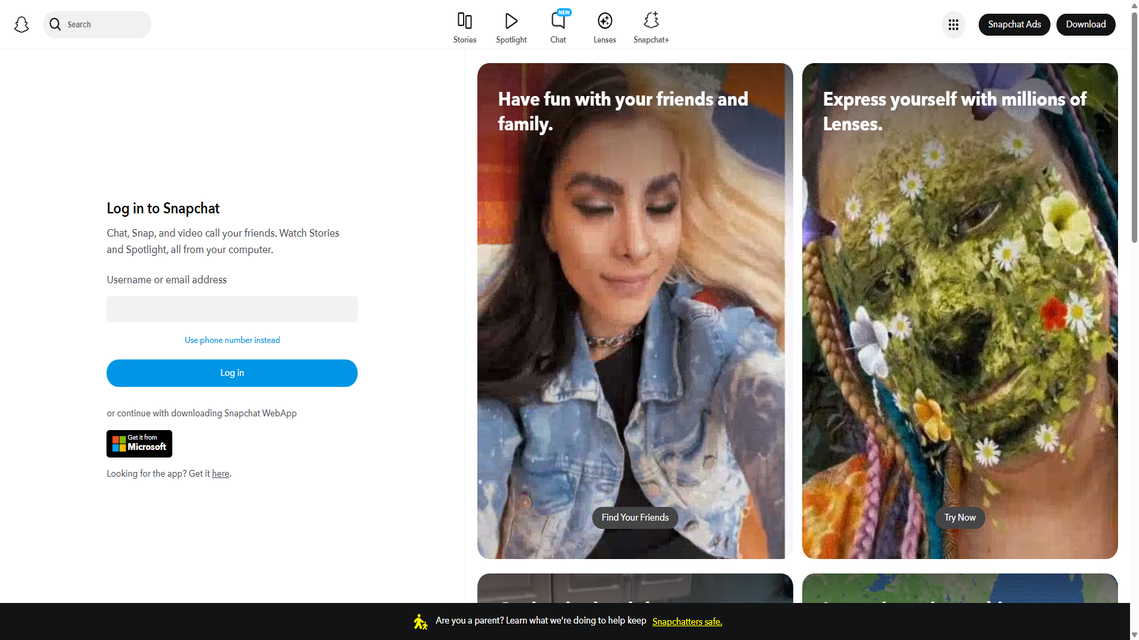 Search
Stories
Spotlight
NEW
Chat
Lenses
Snapchat+
Snapchat Ads
Download
Log in to Snapchat
Chat, Snap, and video call your friends. Watch Stories
and Spotlight, all from your computer.
Username or email address
Use phone number instead
Log in
or continue with downloading Snapchat WebApp
Get it from
Microsoft
Looking for the app? Get it here.
Have fun with your friends and
family.
Find Your Friends
Express yourself with millions of
Lenses.
Try Now
Are you a parent? Learn what we're doing to help keep Snapchatters safe.